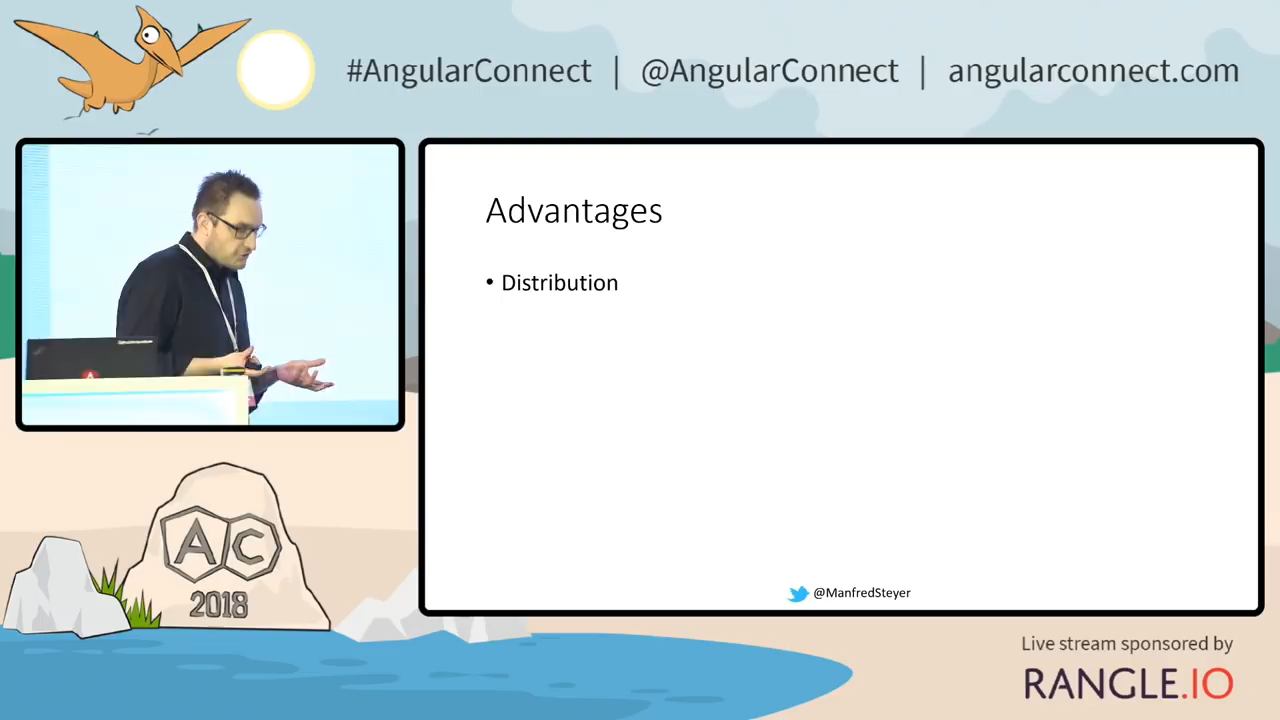 #AngularConnect | @AngularConnect | angularconnect.com
Advantages
• Distribution
@ManfredSteyer
AC
2018
Live stream sponsored by
RANGLE.IO